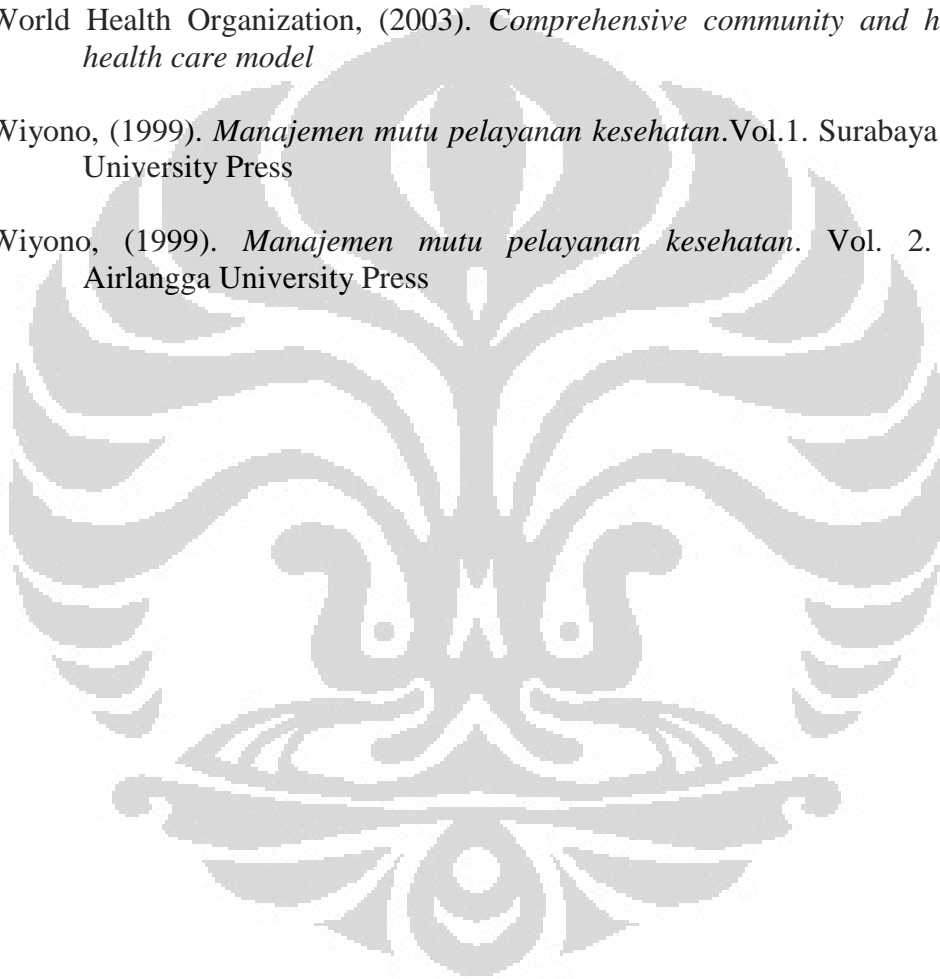 World Health Organization, (2003). Comprehensive community and h
health care model
Wiyono, (1999). Manajemen mutu pelayanan kesehatan.Vol.1. Surabaya
University Press
Wiyono, (1999). Manajemen mutu pelayanan kesehatan. Vol. 2.
Airlangga University Press